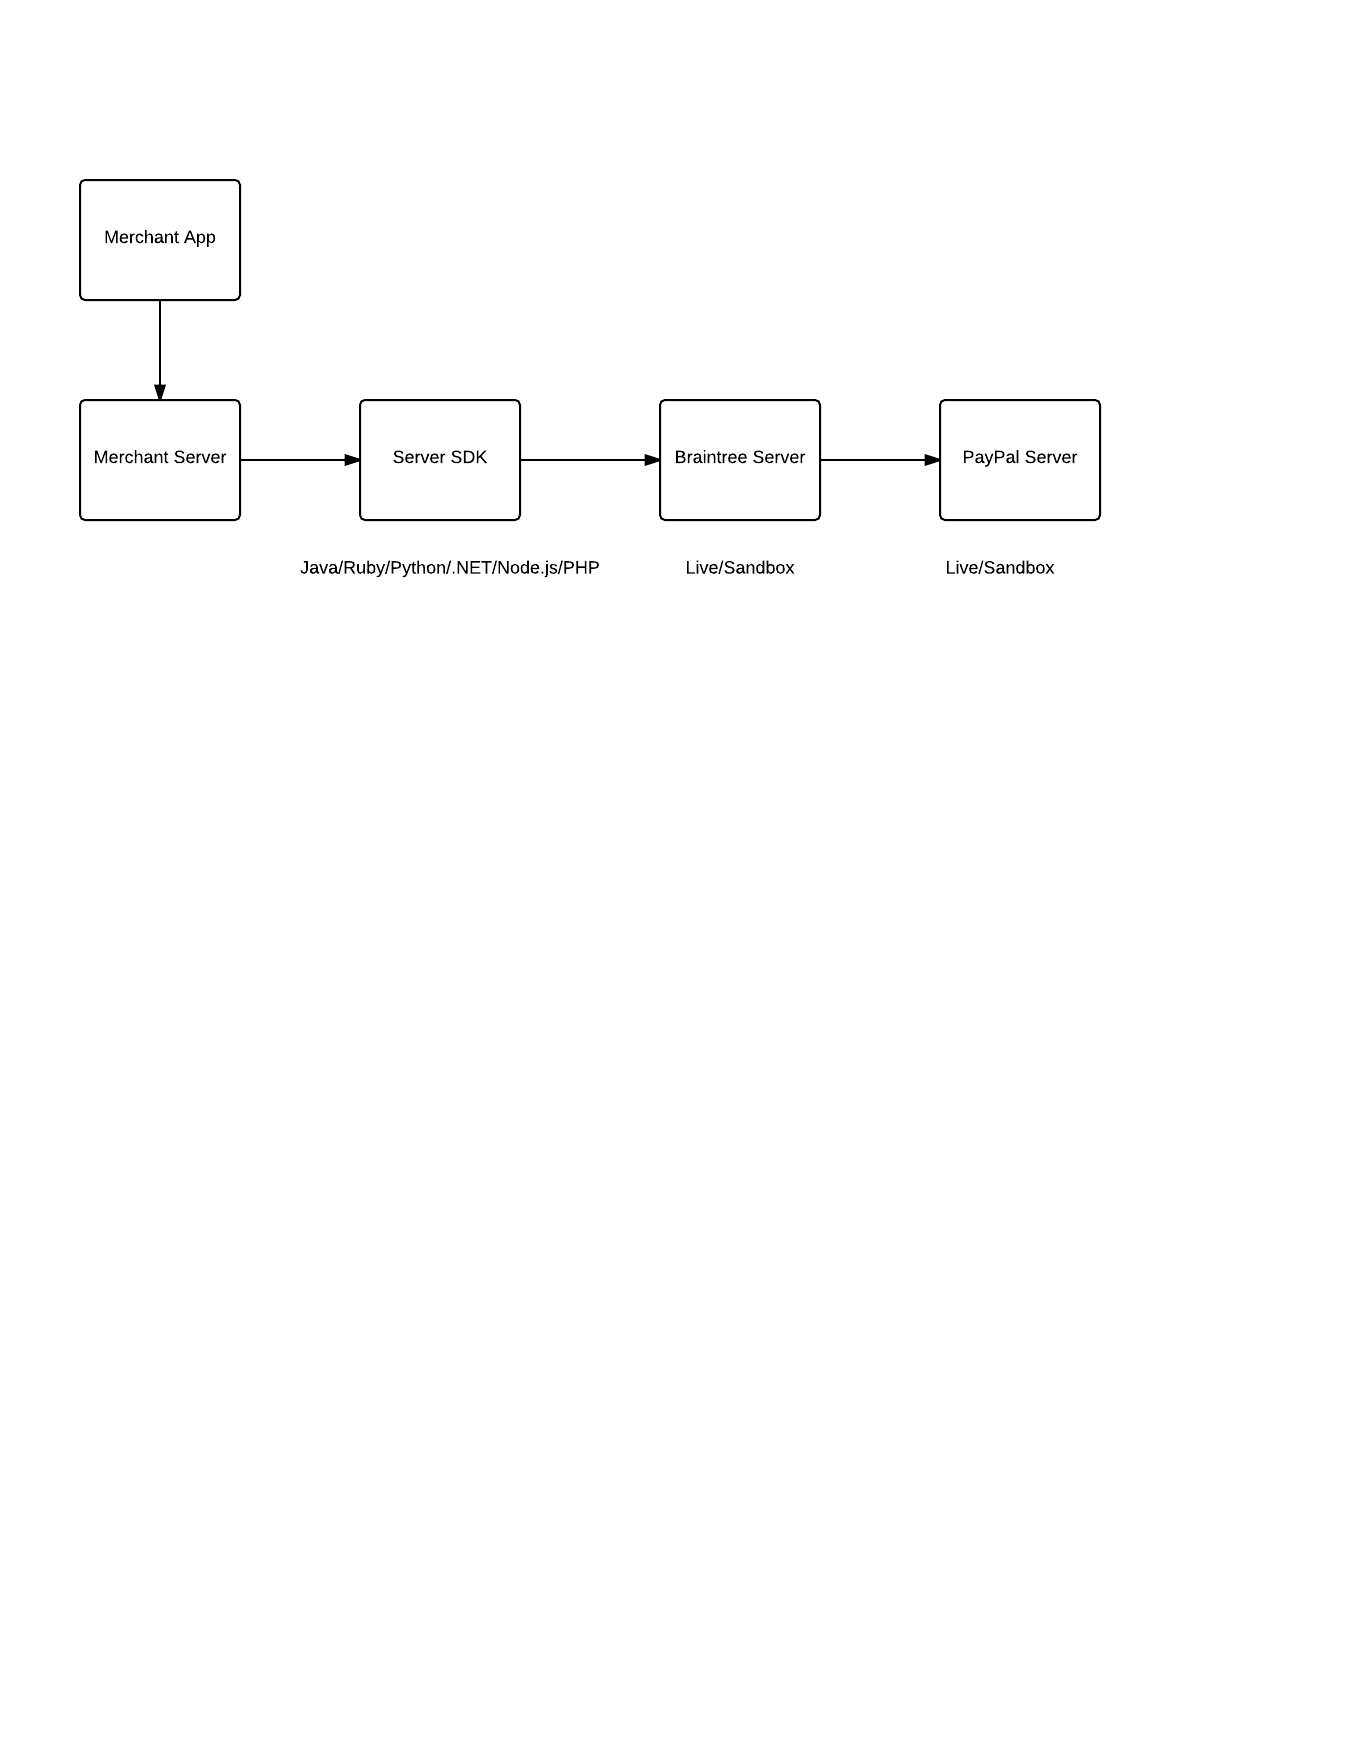 Merchant App
Merchant Server
Server SDK
Braintree Server
PayPal Server
Java/Ruby/Python/.NET/Node.js/PHP
Live/Sandbox
Live/Sandbox